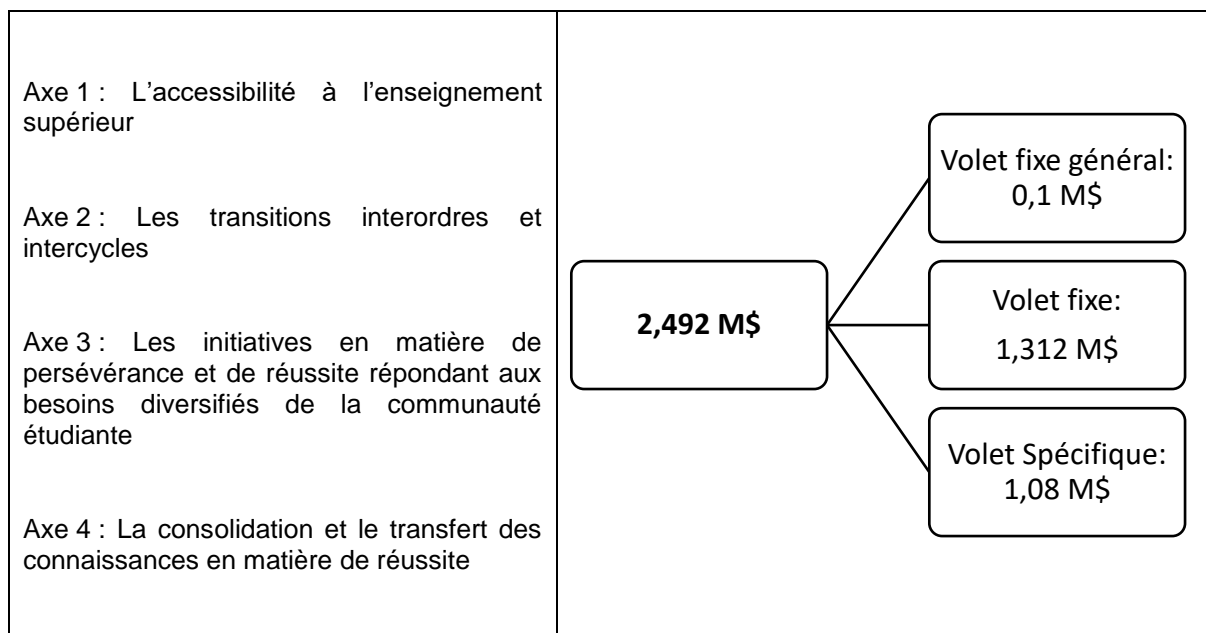 Axe 1 : L’accessibilité à l’enseignement
supérieur
Axe 2 : Les transitions interordres et
intercycles
Axe 3 : Les initiatives en matière de
persévérance et de réussite répondant aux
besoins diversifiés de la communauté
étudiante
Axe 4 : La consolidation et le transfert des
connaissances en matière de réussite
2,492 M$
Volet fixe général:
0,1 M$
Volet fixe:
1,312 M$
Volet Spécifique:
1,08 M$